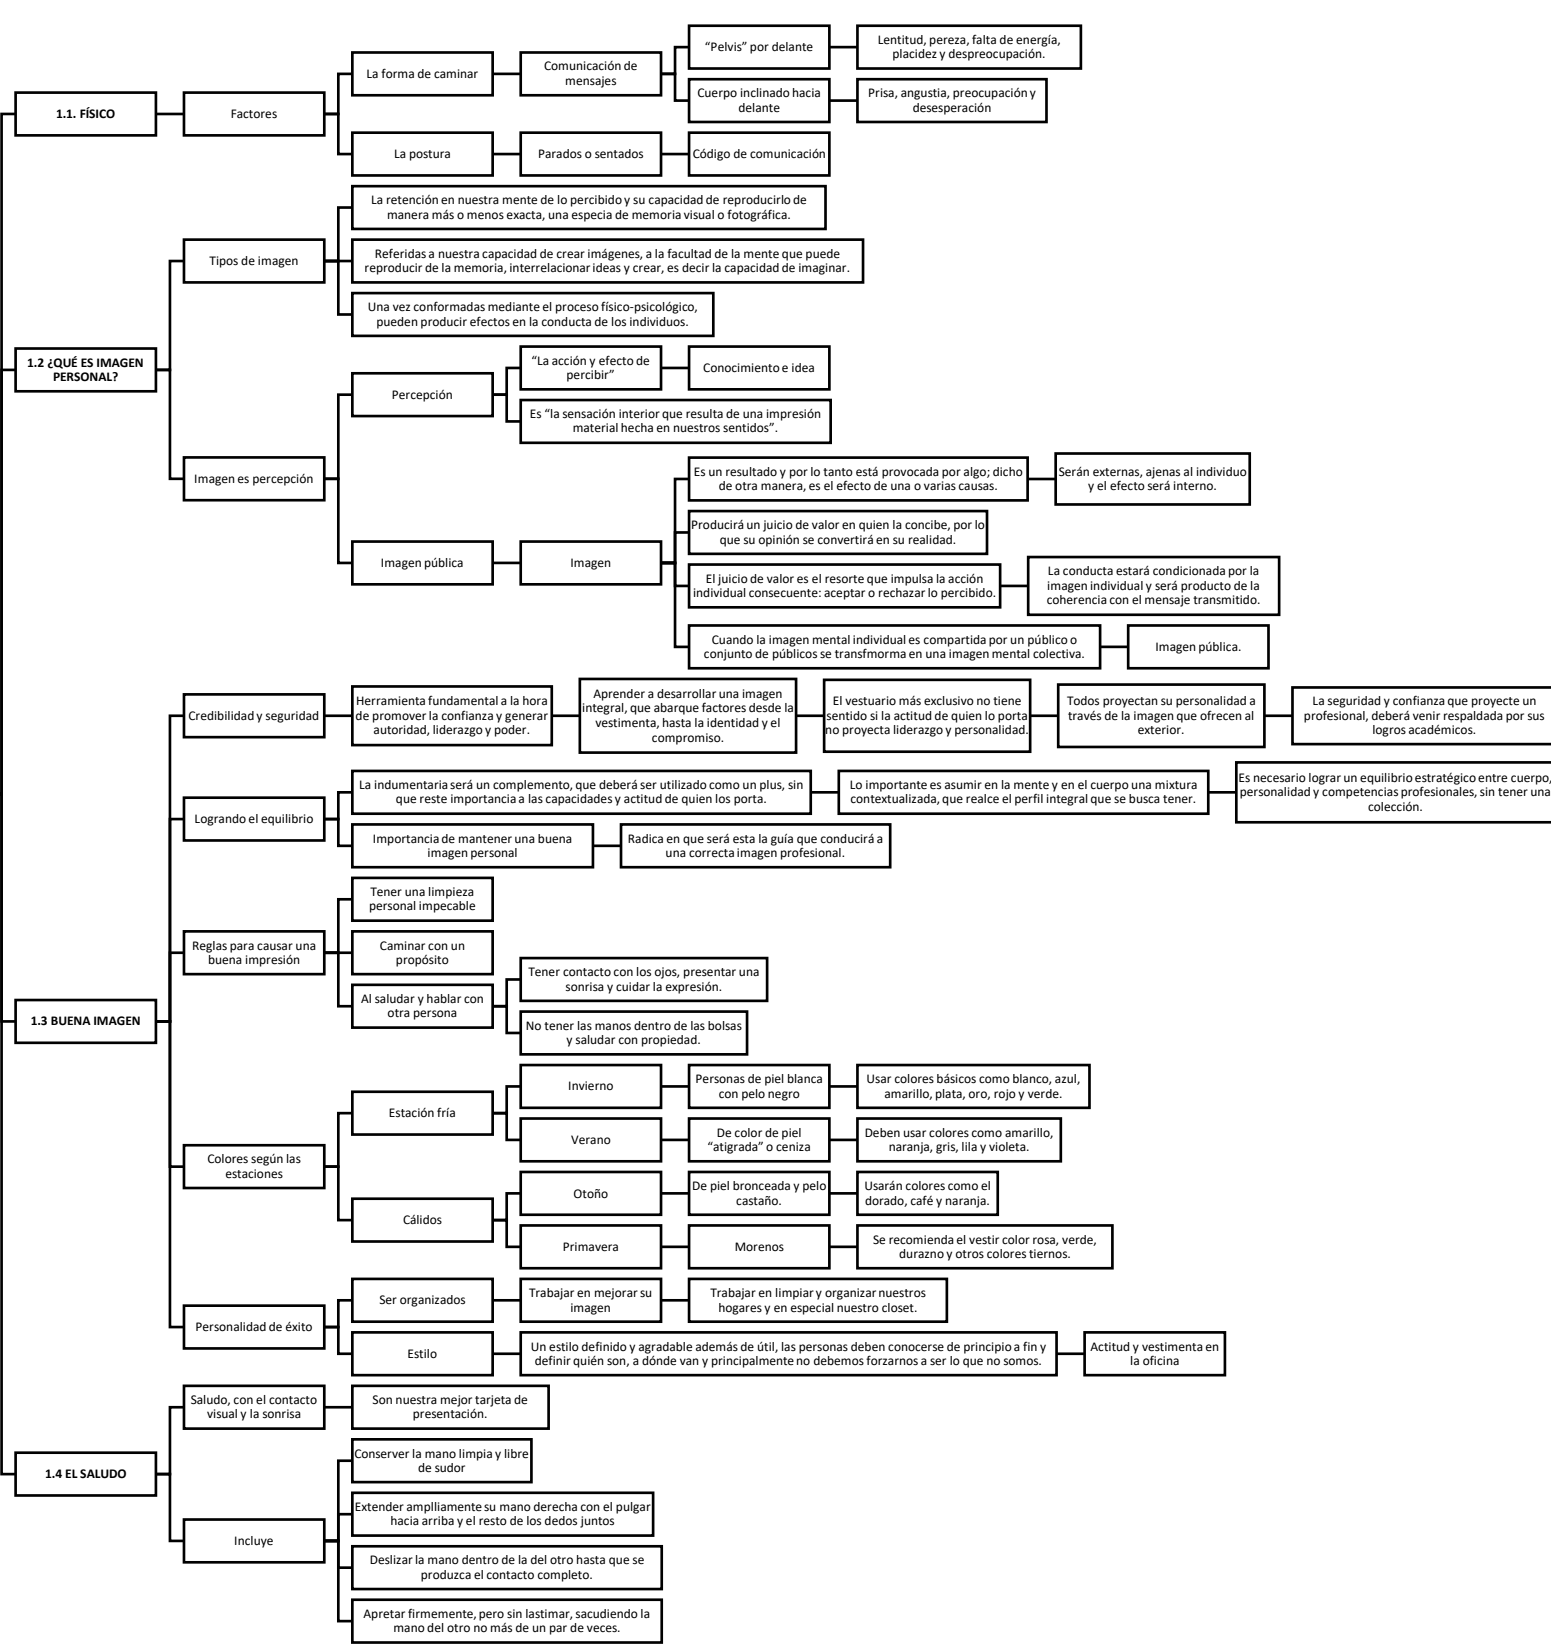 1.1. FÍSICO
Factores
La forma de caminar
Comunicación de
mensajes
“Pelvis” por delante
Lentitud, pereza, falta de energía,
placidez y despreocupación.
Cuerpo inclinado hacia
delante
Prisa, angustia, preocupación y
desesperación
La postura
Parados o sentados
Código de comunicación
1.2 ¿QUÉ ES IMAGEN
PERSONAL?
Tipos de imagen
La retención en nuestra mente de lo percibido y su capacidad de reproducirlo de
manera más o menos exacta, una especia de memoria visual o fotográfica.
Referidas a nuestra capacidad de crear imágenes, a la facultad de la mente que puede
reproducir de la memoria, interrelacionar ideas y crear, es decir la capacidad de imaginar.
Una vez conformadas mediante el proceso físico-psicológico,
pueden producir efectos en la conducta de los individuos.
Imagen es percepción
Percepción
“La acción y efecto de
percibir”
Conocimiento e idea
Es “la sensación interior que resulta de una impresión
material hecha en nuestros sentidos”.
Imagen pública
Imagen
Es un resultado y por lo tanto está provocada por algo; dicho
de otra manera, es el efecto de una o varias causas.
Serán externas, ajenas al individuo
y el efecto será interno.
Producirá un juicio de valor en quien la concibe, por lo
que su opinión se convertirá en su realidad.
El juicio de valor es el resorte que impulsa la acción
individual consecuente: aceptar o rechazar lo percibido.
La conducta estará condicionada por la
imagen individual y será producto de la
coherencia con el mensaje transmitido.
Cuando la imagen mental individual es compartida por un público o
conjunto de públicos se transfmorma en una imagen mental colectiva.
Imagen pública.
1.3 BUENA IMAGEN
Credibilidad y seguridad
Herramienta fundamental a la hora
de promover la confianza y generar
autoridad, liderazgo y poder.
Aprender a desarrollar una imagen
integral, que abarque factores desde la
vestimenta, hasta la identidad y el
compromiso.
El vestuario más exclusivo no tiene
sentido si la actitud de quien lo porta
no proyecta liderazgo y personalidad.
Todos proyectan su personalidad a
través de la imagen que ofrecen al
exterior.
La seguridad y confianza que proyecte un
profesional, deberá venir respaldada por sus
logros académicos.
Logrando el equilibrio
La indumentaria será un complemento, que deberá ser utilizado como un plus, sin
que reste importancia a las capacidades y actitud de quien los porta.
Lo importante es asumir en la mente y en el cuerpo una mixtura
contextualizada, que realce el perfil integral que se busca tener.
Es necesario lograr un equilibrio estratégico entre cuerpo,
personalidad y competencias profesionales, sin tener una
colección.
Importancia de mantener una buena
imagen personal
Radica en que será esta la guía que conducirá a
una correcta imagen profesional.
Reglas para causar una
buena impresión
Tener una limpieza
personal impecable
Caminar con un
propósito
Al saludar y hablar con
otra persona
Tener contacto con los ojos, presentar una
sonrisa y cuidar la expresión.
No tener las manos dentro de las bolsas
y saludar con propiedad.
Colores según las
estaciones
Estación fría
Invierno
Personas de piel blanca
con pelo negro
Usar colores básicos como blanco, azul,
amarillo, plata, oro, rojo y verde.
Verano
De color de piel
“atigrada” o ceniza
Deben usar colores como amarillo,
naranja, gris, lila y violeta.
Cálidos
Otoño
De piel bronceada y pelo
castaño.
Usarán colores como el
dorado, café y naranja.
Primavera
Morenos
Se recomienda el vestir color rosa, verde,
durazno y otros colores tiernos.
Personalidad de éxito
Ser organizados
Trabajar en mejorar su
imagen
Trabajar en limpiar y organizar nuestros
hogares y en especial nuestro closet.
Estilo
Un estilo definido y agradable además de útil, las personas deben conocerse de principio a fin y
definir quién son, a dónde van y principalmente no debemos forzarnos a ser lo que no somos.
Actitud y vestimenta en
la oficina
1.4 EL SALUDO
Saludo, con el contacto
visual y la sonrisa
Son nuestra mejor tarjeta de
presentación.
Incluye
Conserver la mano limpia y libre
de sudor
Extender amplliamente su mano derecha con el pulgar
hacia arriba y el resto de los dedos juntos
Deslizar la mano dentro de la del otro hasta que se
produzca el contacto completo.
Apretar firmemente, pero sin lastimar, sacudiendo la
mano del otro no más de un par de veces.